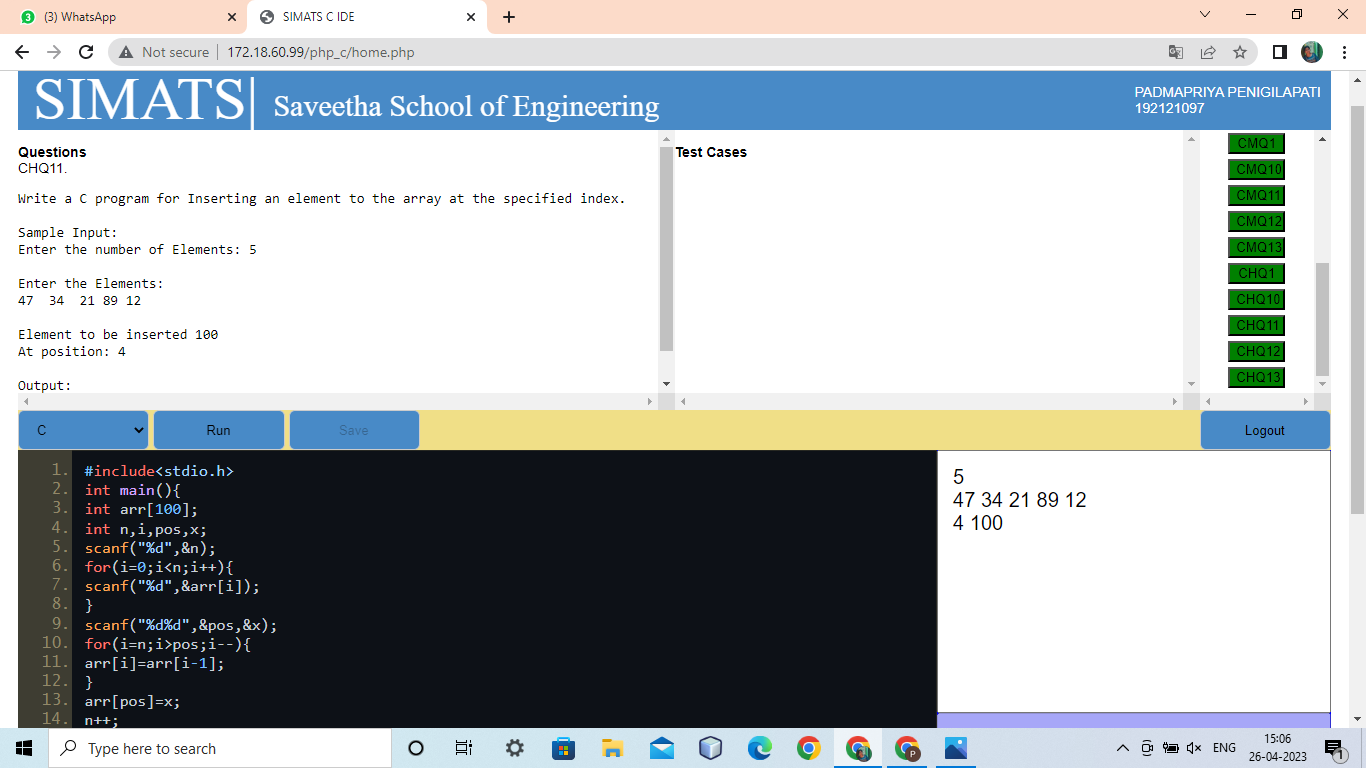 (3) WhatsApp
SIMATS C IDE
Not secure
172.18.60.99/php_c/home.php
SIMATS
Saveetha School of Engineering
PADMAPRIYA PENIGILAPATI
192121097
Questions
CHQ11.
Write a C program for Inserting an element to the array at the specified index.
Sample Input:
Enter the number of Elements: 5
Enter the Elements:
47 34 21 89 12
Element to be inserted 100
At position: 4
Output:
Test Cases
CMQ1
CMQ10
CMQ11
CMQ12
CMQ13
CHQ1
CHQ10
CHQ11
CHQ12
CHQ13
C
Run
Save
Logout
1. #include<stdio.h>
2. int main(){
3. int arr[100];
4. int n,i,pos,x;
5. scanf("%d",&n);
6. for(i=0;i<n;i++){
7. scanf("%d",&arr[i]);
8. }
9. scanf("%d%d",&pos,&x);
10. for(i=n;i>pos;i--){
11. arr[i]=arr[i-1];
12. }
13. arr[pos]=x;
14. n++;
5
47 34 21 89 12
4 100
Type here to search
P
ENG
15:06
26-04-2023
1